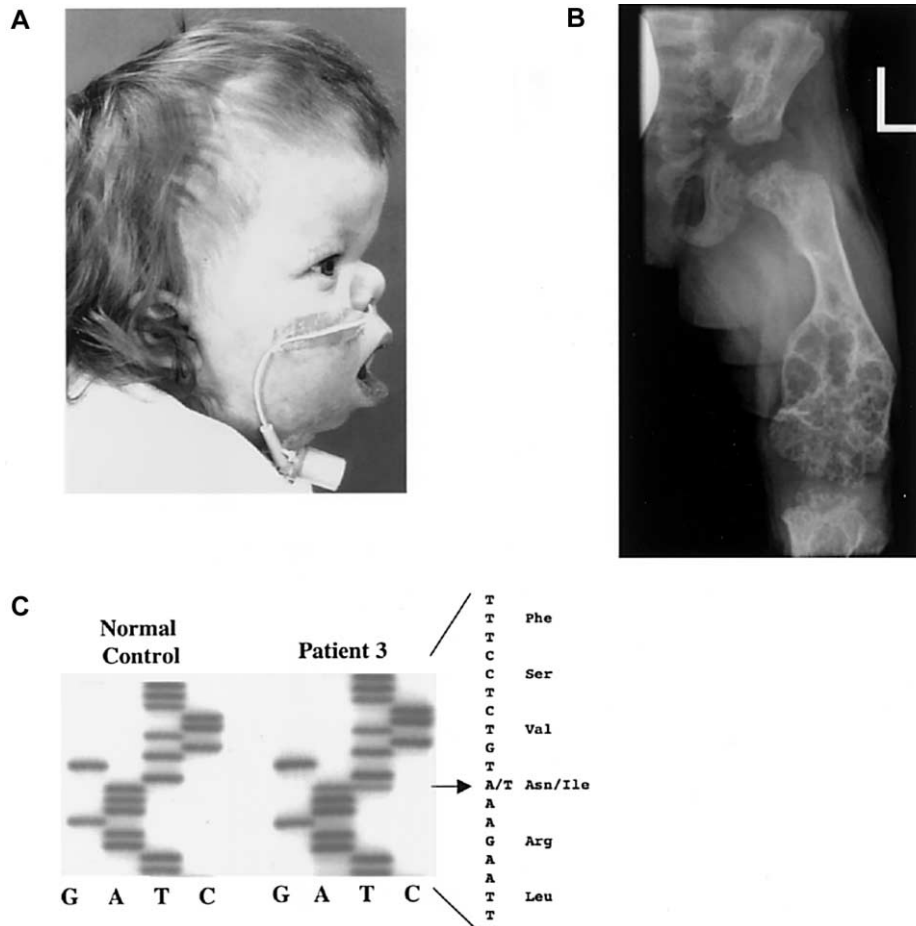 A
B
C
Normal
Control
Patient 3
G A T C
G A T C
T
T Phe
T
C
C Ser
T
C
T Val
G
T
A/T Asn/Ile
A
A
G Arg
A
A
T Leu
T
L